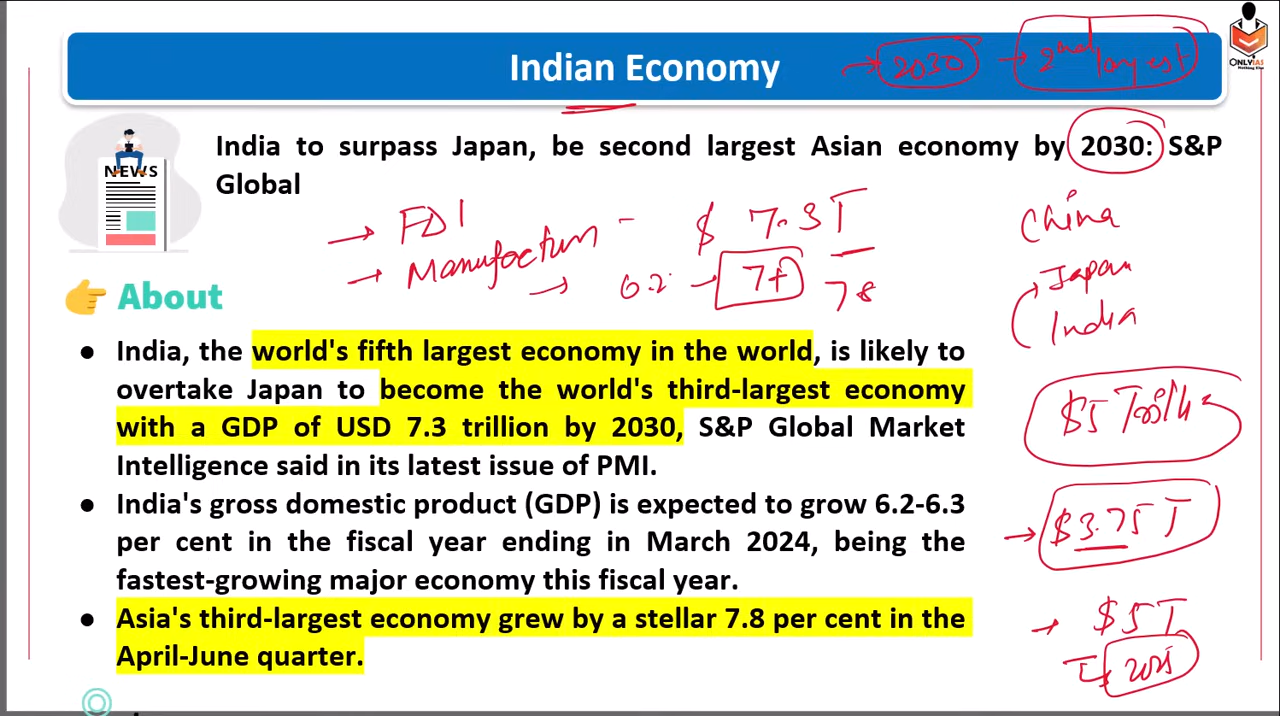 Indian Economy
→ 2030 → 2nd largest
ONLYIAS
Nothing Else
India to surpass Japan, be second largest Asian economy by 2030: S&P
Global
NEWS
→ FDI
→ Manufacturing -
$ 7.3T
→ 6.2 → 7+ 7.8
China
Japan
India
About
● India, the world's fifth largest economy in the world, is likely to
overtake Japan to become the world's third-largest economy
with a GDP of USD 7.3 trillion by 2030, S&P Global Market
Intelligence said in its latest issue of PMI.
● India's gross domestic product (GDP) is expected to grow 6.2-6.3
per cent in the fiscal year ending in March 2024, being the
fastest-growing major economy this fiscal year.
● Asia's third-largest economy grew by a stellar 7.8 per cent in the
April-June quarter.
$5 Trillion
→ $3.75 T
→ $5T
2025